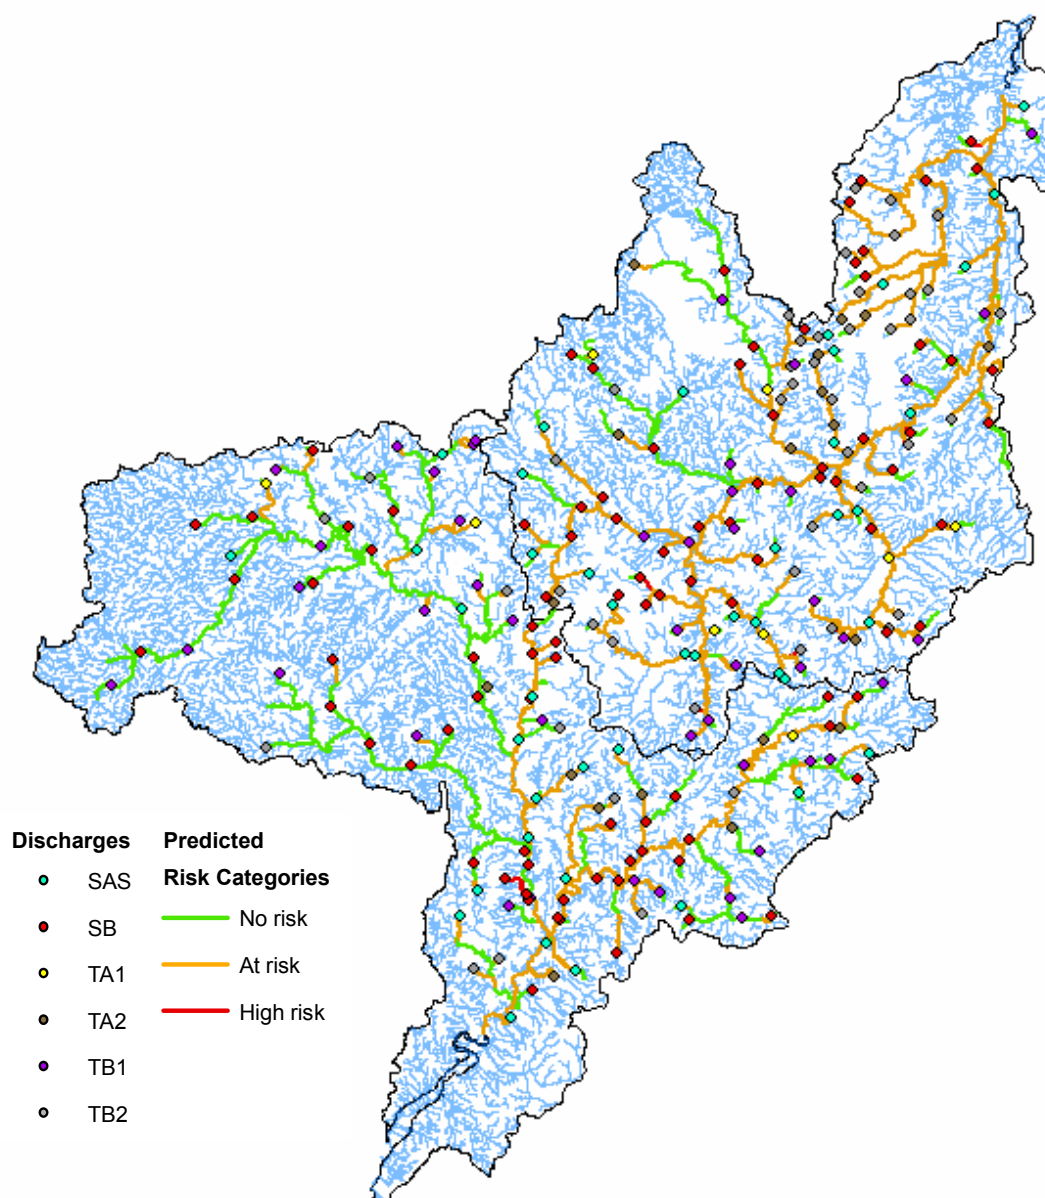 Discharges Predicted
Risk Categories
SAS
SB
No risk
TA1
At risk
TA2
High risk
TB1
TB2